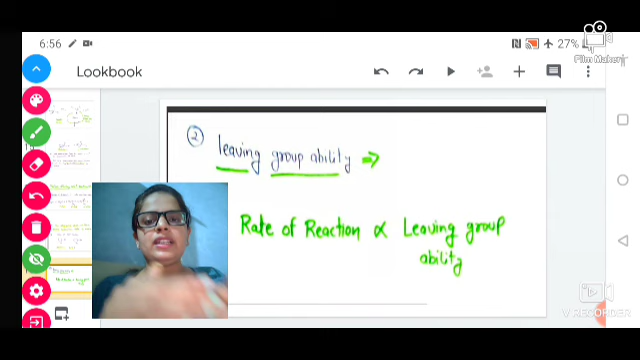 6:56
27%
Film Maker
Lookbook
② leaving group ability ⇒
Rate of Reaction ∝ Leaving group
ability
V RECORDER